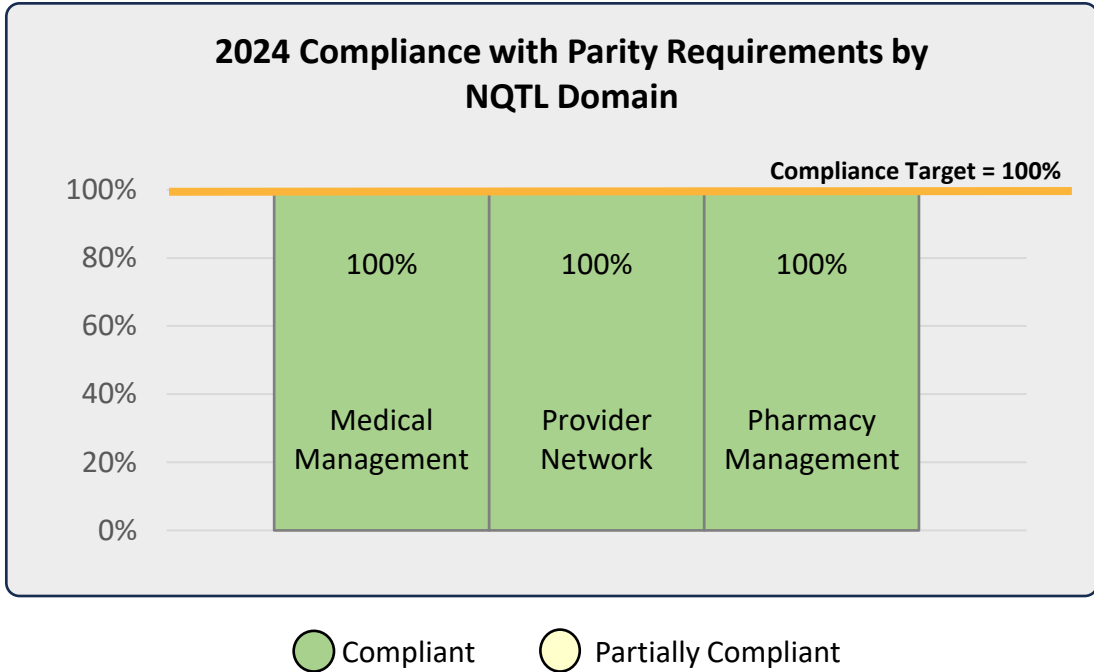 2024 Compliance with Parity Requirements by
NQTL Domain
Compliance Target = 100%
100%
80%
60%
40%
20%
0%
100%
100%
100%
Medical
Management
Provider
Network
Pharmacy
Management
Compliant
Partially Compliant